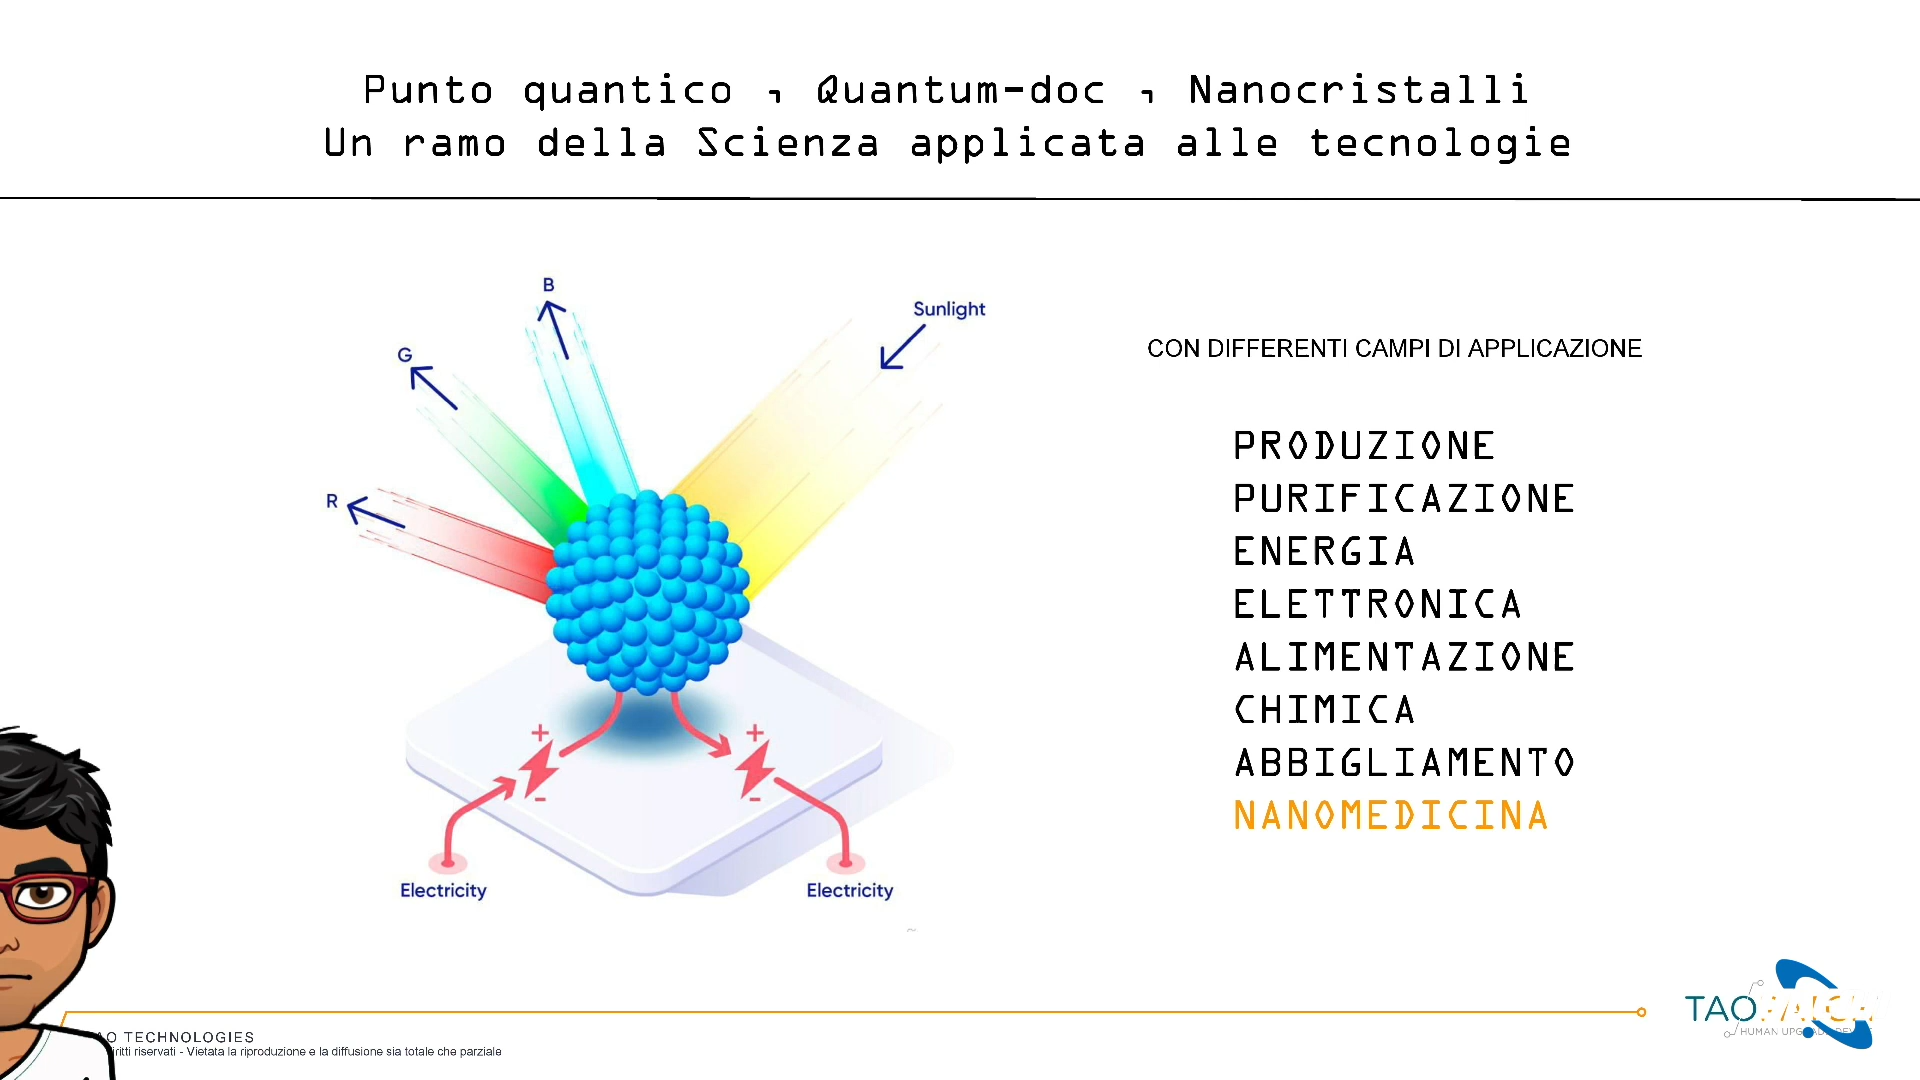 Punto quantico , Quantum-doc , Nanocristalli
Un ramo della Scienza applicata alle tecnologie
B
Sunlight
G
CON DIFFERENTI CAMPI DI APPLICAZIONE
R
PRODUZIONE
PURIFICAZIONE
ENERGIA
ELETTRONICA
ALIMENTAZIONE
CHIMICA
ABBIGLIAMENTO
NANOMEDICINA
+ +
- -
Electricity Electricity
~
TAO
HUMAN
TECHNOLOGIES
riservati - Vietata la riproduzione e la diffusione sia totale che parziale